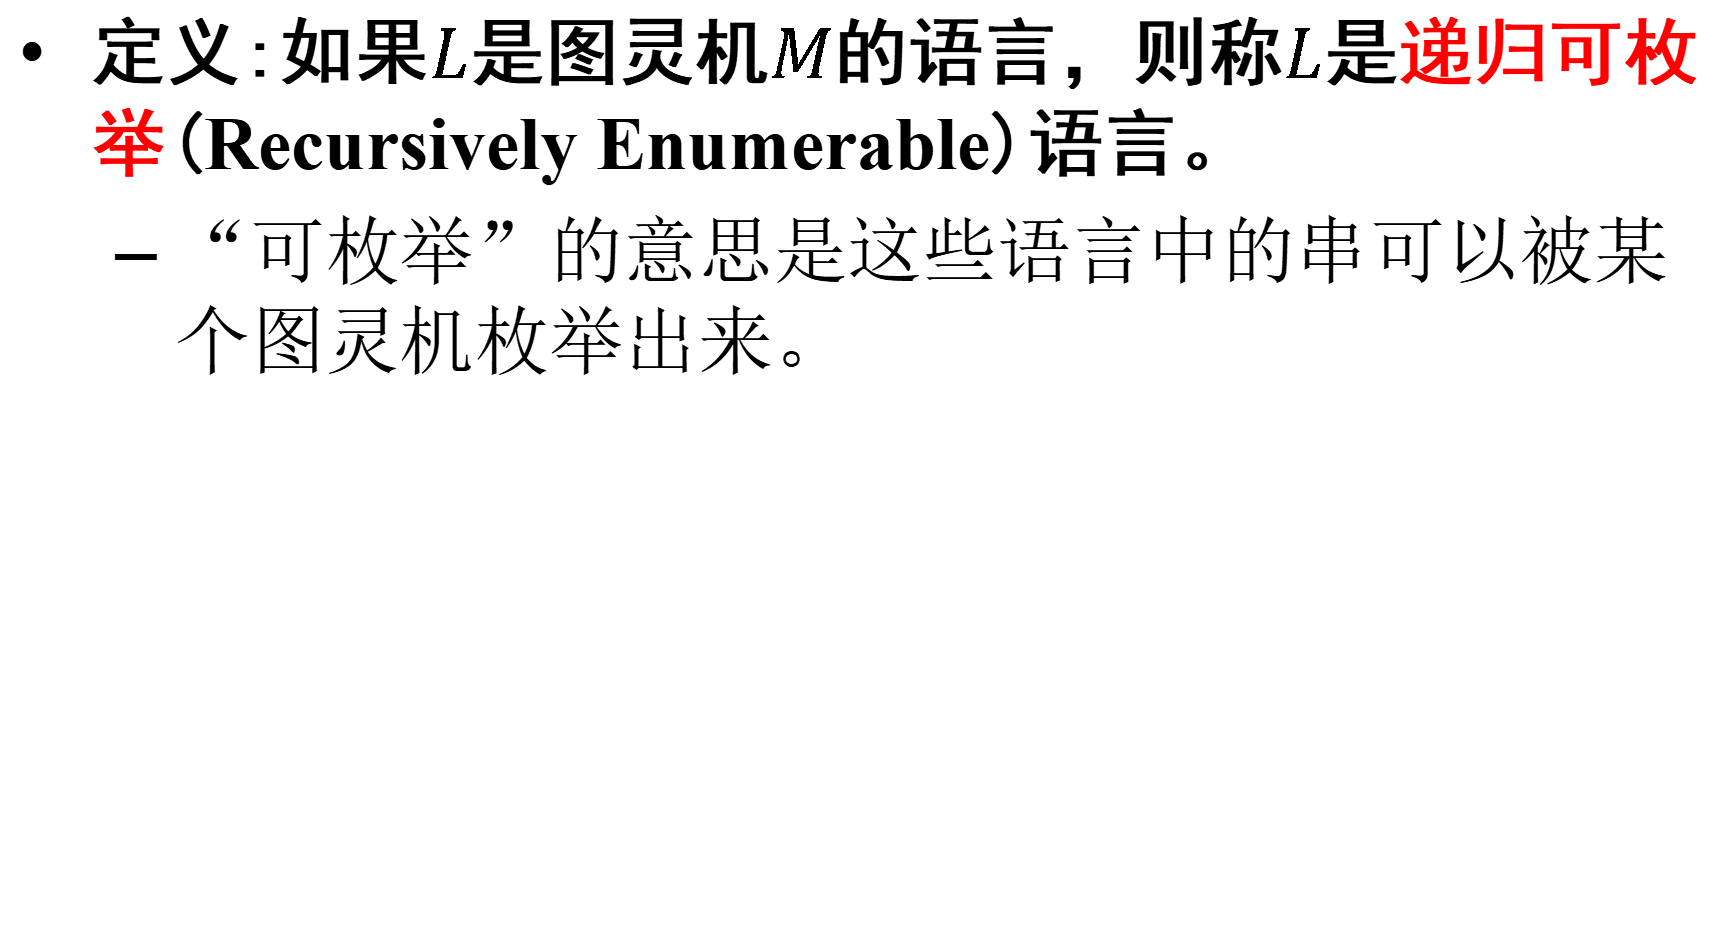 • 定义:如果L是图灵机M的语言，则称L是递归可枚
举(Recursively Enumerable)语言。
– “可枚举”的意思是这些语言中的串可以被某
个图灵机枚举出来。